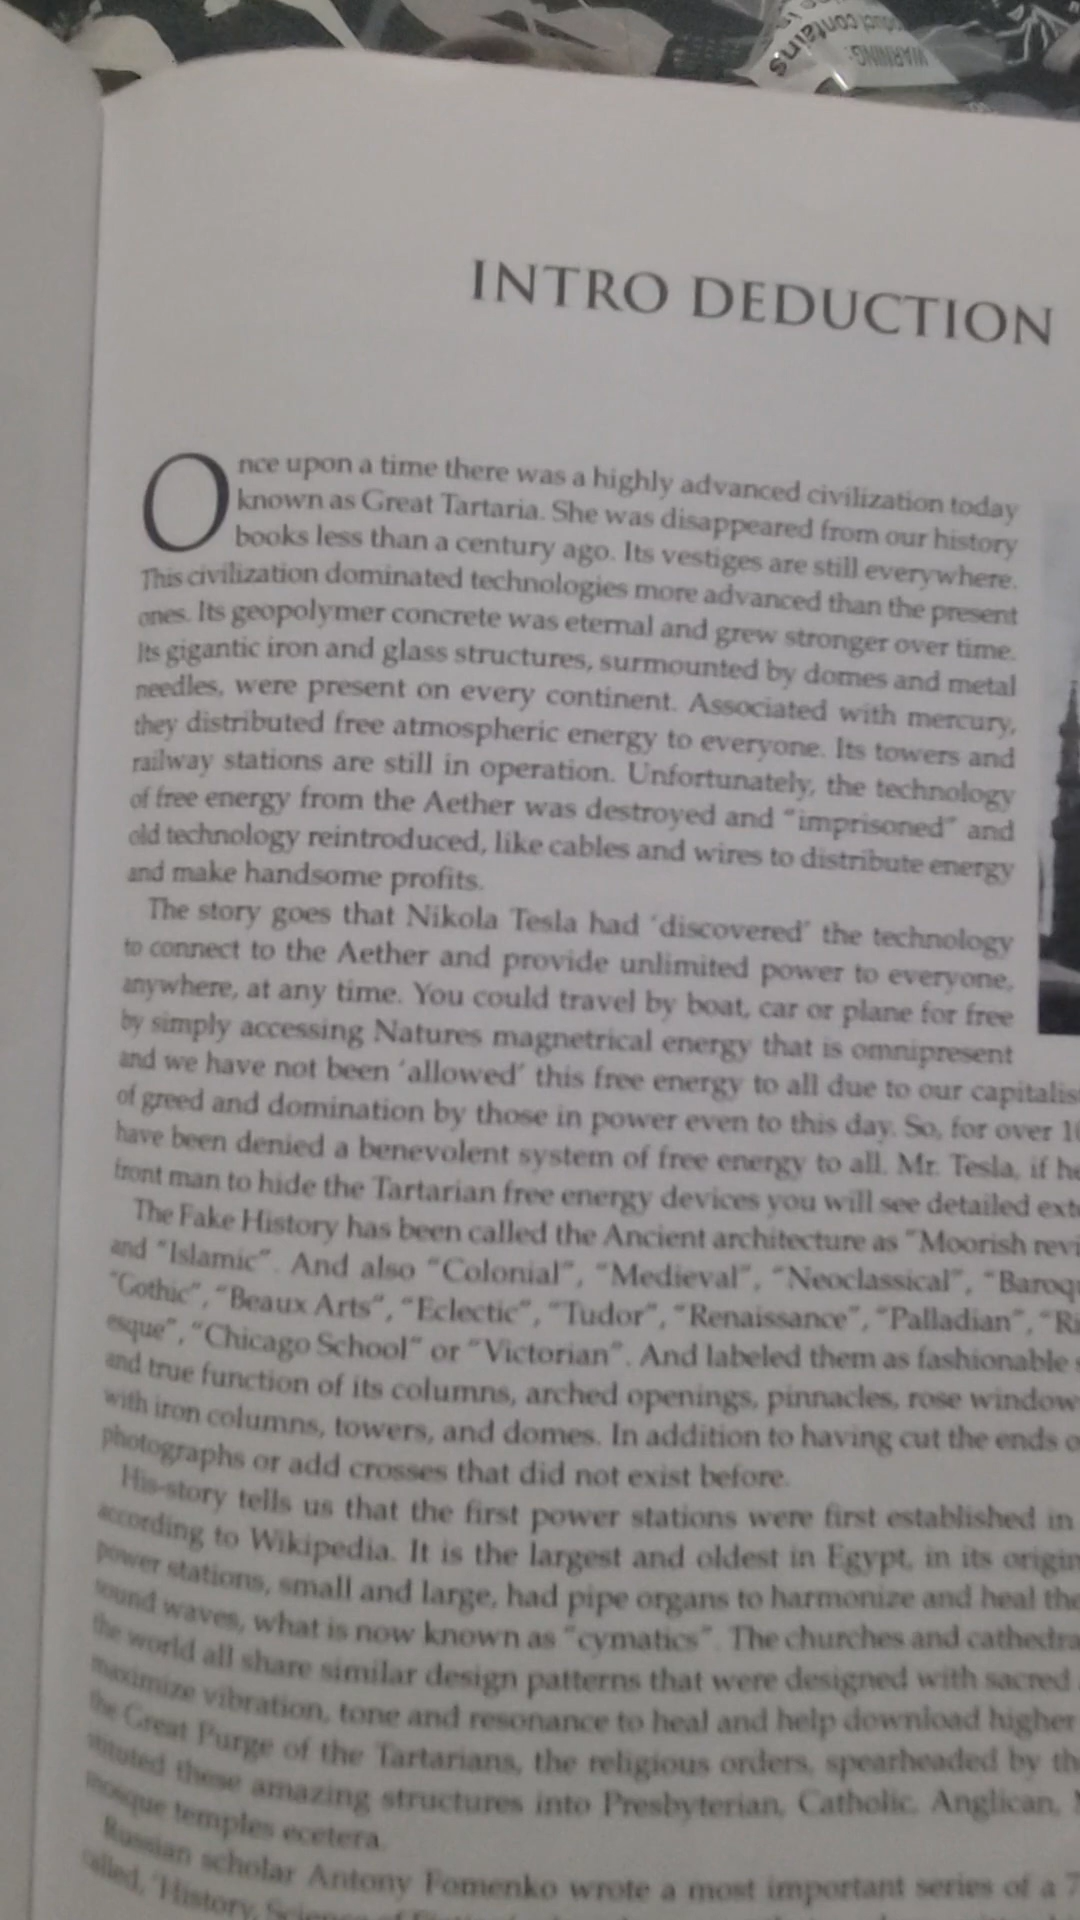 WARNING:
product contains
INTRO DEDUCTION
Once upon a time there was a highly advanced civilization today
known as Great Tartaria. She was disappeared from our history
books less than a century ago. Its vestiges are still everywhere.
This civilization dominated technologies more advanced than the present
ones. Its geopolymer concrete was eternal and grew stronger over time.
Its gigantic iron and glass structures, surmounted by domes and metal
needles, were present on every continent. Associated with mercury,
they distributed free atmospheric energy to everyone. Its towers and
railway stations are still in operation. Unfortunately, the technology
of free energy from the Aether was destroyed and "imprisoned" and
old technology reintroduced, like cables and wires to distribute energy
and make handsome profits.
The story goes that Nikola Tesla had 'discovered' the technology
to connect to the Aether and provide unlimited power to everyone,
anywhere, at any time. You could travel by boat, car or plane for free
by simply accessing Natures magnetrical energy that is omnipresent
and we have not been 'allowed' this free energy to all due to our capitalis
of greed and domination by those in power even to this day. So, for over
have been denied a benevolent system of free energy to all. Mr. Tesla, if he
front man to hide the Tartarian free energy devices you will see detailed
The Fake History has been called the Ancient architecture as "Moorish
and "Islamic". And also "Colonial", "Medieval", "Neoclassical", "Baroq
"Gothic", "Beaux Arts", "Eclectic", "Tudor", "Renaissance", "Palladian",
esque", "Chicago School" or "Victorian". And labeled them as fashionable
and true function of its columns, arched openings, pinnacles, rose window
with iron columns, towers, and domes. In addition to having cut the ends
photographs or add crosses that did not exist before.
His-story tells us that the first power stations were first established in
according to Wikipedia. It is the largest and oldest in Egypt, in its origin
power stations, small and large, had pipe organs to harmonize and heal the
sound waves, what is now known as "cymatics". The churches and cathedra
the world all share similar design patterns that were designed with sacred
maximize vibration, tone and resonance to heal and help download higher
the Great Purge of the Tartarians, the religious orders, spearheaded by th
stituted these amazing structures into Presbyterian, Catholic, Anglican,
mosque temples ecetera.
Russian scholar Antony Fomenko wrote a most important series of a 7
called, "History, Science